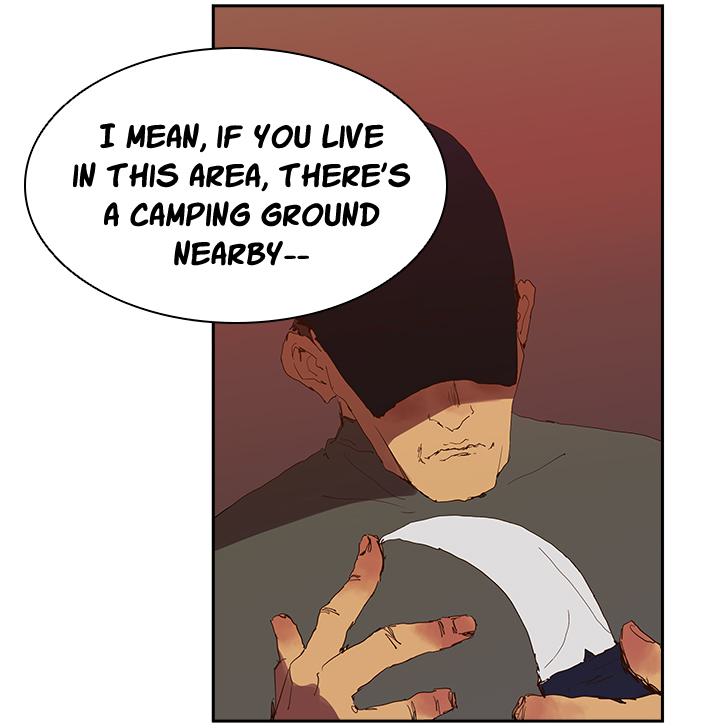 I MEAN, IF YOU LIVE
IN THIS AREA, THERE'S
A CAMPING GROUND
NEARBY--